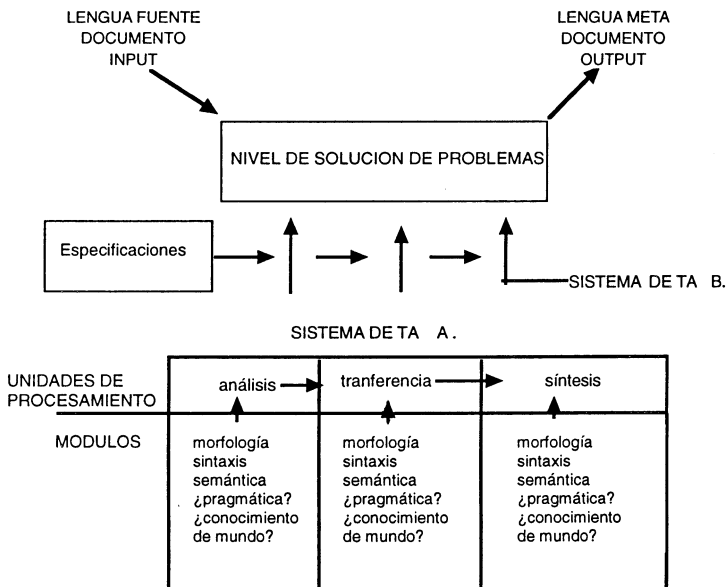 LENGUA FUENTE
DOCUMENTO
INPUT
LENGUA META
DOCUMENTO
OUTPUT
NIVEL DE SOLUCION DE PROBLEMAS
Especificaciones
SISTEMA DE TA B.
SISTEMA DE TA A.
UNIDADES DE
PROCESAMIENTO
análisis
tranferencia
síntesis
MODULOS
morfología
sintaxis
semántica
¿pragmática?
¿conocimiento
de mundo?
morfología
sintaxis
semántica
¿pragmática?
¿conocimiento
de mundo?
morfología
sintaxis
semántica
¿pragmática?
¿conocimiento
de mundo?